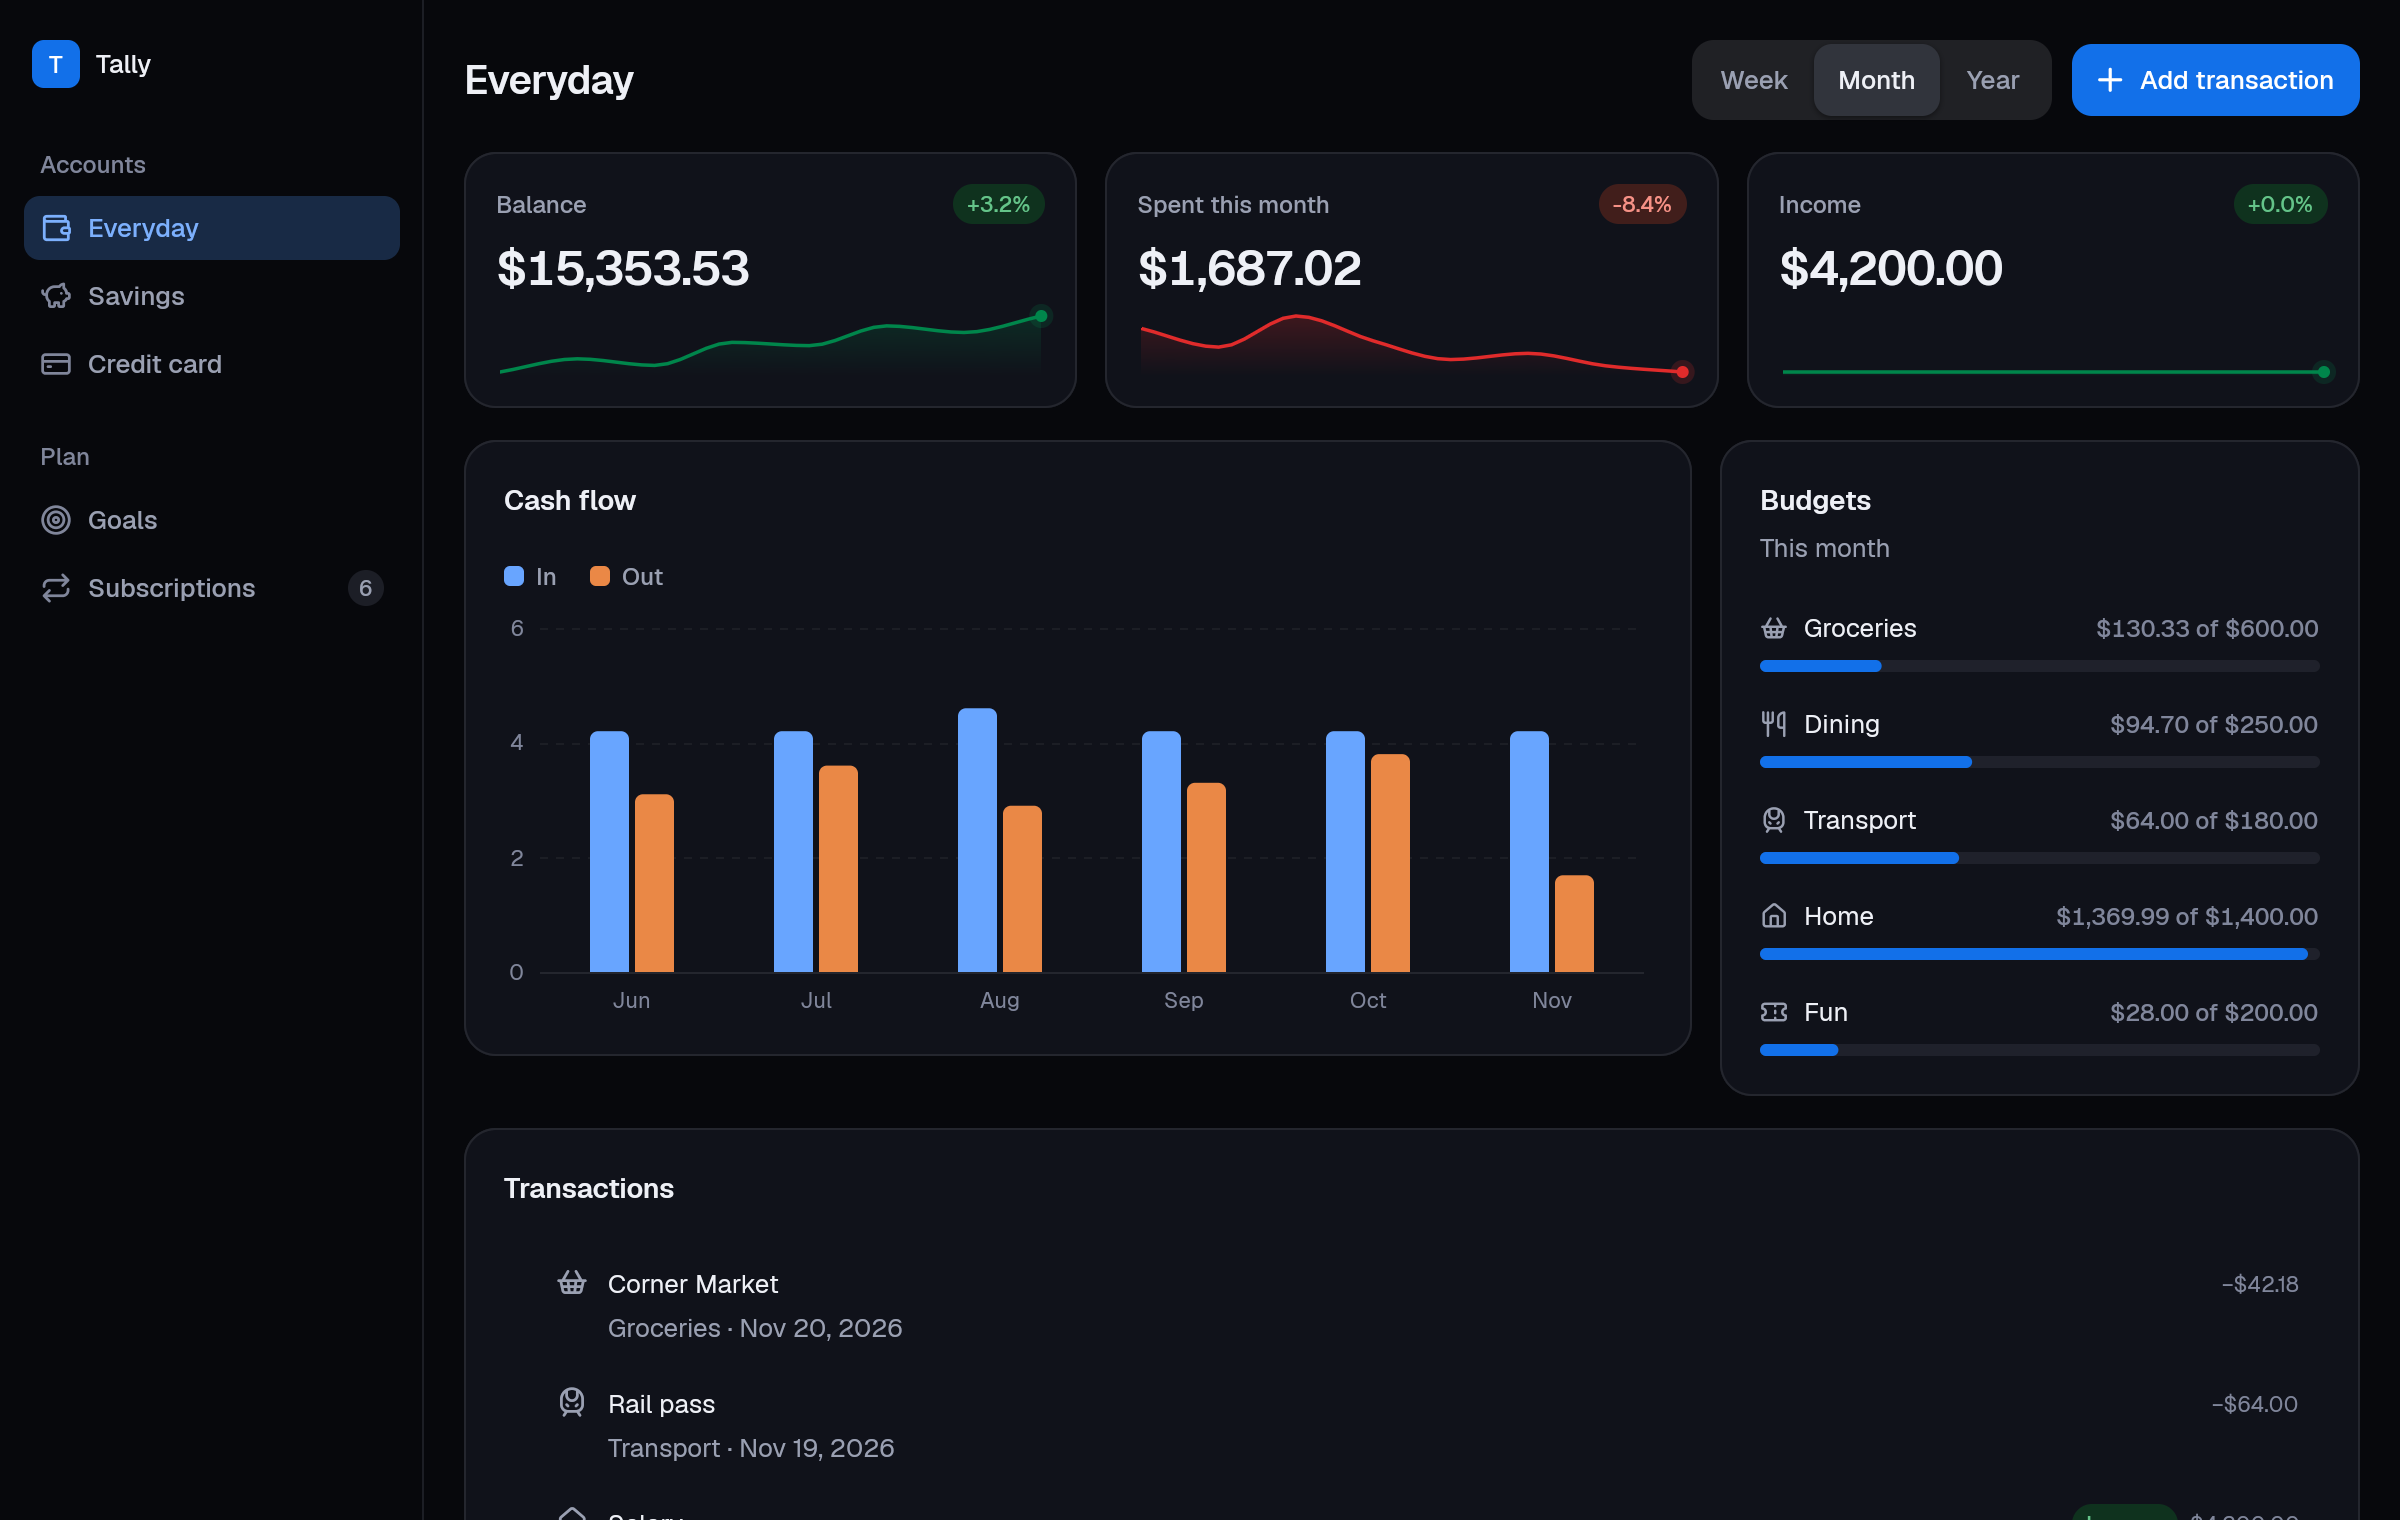 T Tally
Accounts
Everyday
Savings
Credit card
Plan
Goals
Subscriptions 6
Everyday
Week Month Year
Add transaction
Balance +3.2%
$15,353.53
Spent this month -8.4%
$1,687.02
Income +0.0%
$4,200.00
Cash flow
In Out
6
4
2
0
Jun Jul Aug Sep Oct Nov
Budgets
This month
Groceries $130.33 of $600.00
Dining $94.70 of $250.00
Transport $64.00 of $180.00
Home $1,369.99 of $1,400.00
Fun $28.00 of $200.00
Transactions
Corner Market −$42.18
Groceries · Nov 20, 2026
Rail pass −$64.00
Transport · Nov 19, 2026
Salary